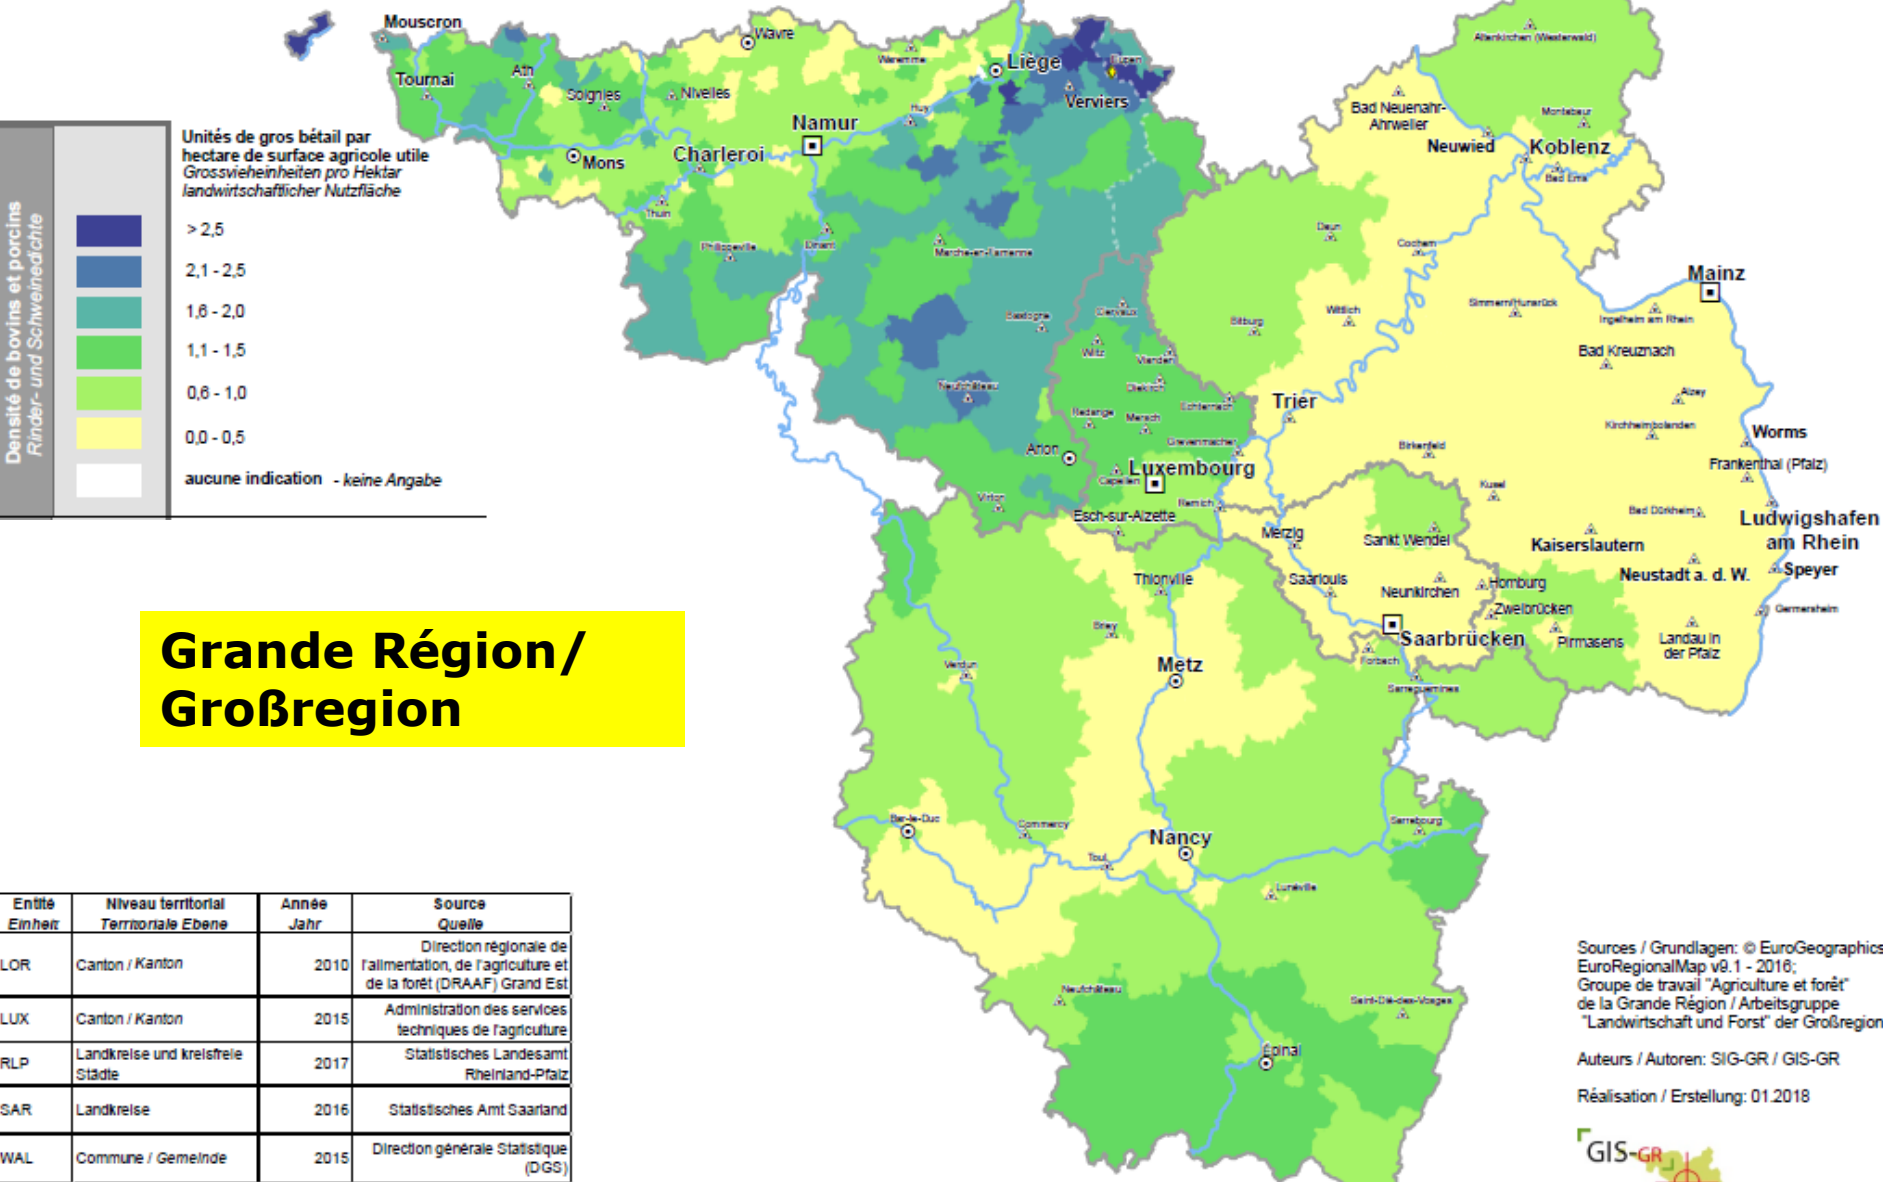 Unités de gros bétail par
hectare de surface agricole utile
Grossvieheinheiten pro Hektar
landwirtschaftlicher Nutzfläche
Densité de bovins et porcins
Rinder- und Schweinedichte
> 2,5
2,1 - 2,5
1,6 - 2,0
1,1 - 1,5
0,6 - 1,0
0,0 - 0,5
aucune indication - keine Angabe
Grande Région/
Großregion
Mouscron
Wavre
Altenkirchen (Westerwald)
Waremme
Liège
Eupen
Tournai
Ath
Soignies
Nivelles
Verviers
Bad Neuenahr-
Ahrweiler
Montabaur
Huy
Namur
Neuwied
Koblenz
Mons
Charleroi
Bad Ems
Thuin
Philippeville
Dinant
Marche-en-Famenne
Daun
Cochem
Mainz
Bastogne
Clervaux
Bitburg
Wittlich
Simmern/Hunsrück
Ingelheim am Rhein
Wiltz
Vianden
Bad Kreuznach
Neufchâteau
Diekirch
Echternach
Trier
Alzey
Redange
Mersch
Kirchheimbolanden
Worms
Arlon
Grevenmacher
Birkenfeld
Frankenthal (Pfalz)
Luxembourg
Capellen
Kusel
Virton
Remich
Bad Dürkheim
Ludwigshafen
am Rhein
Esch-sur-Alzette
Merzig
Sankt Wendel
Kaiserslautern
Thionville
Saarlouis
Neunkirchen
Homburg
Neustadt a. d. W.
Speyer
Zweibrücken
Germersheim
Briey
Saarbrücken
Pirmasens
Landau in
der Pfalz
Verdun
Metz
Forbach
Sarreguemines
Bar-le-Duc
Commercy
Sarrebourg
Toul
Nancy
Lunéville
Neufchâteau
Saint-Dié-des-Vosges
Épinal
Entité Niveau territorial Année Source
Einheit Territoriale Ebene Jahr Quelle
LOR Canton / Kanton 2010 Direction régionale de
l'alimentation, de l'agriculture et
de la forêt (DRAAF) Grand Est
LUX Canton / Kanton 2015 Administration des services
techniques de l'agriculture
RLP Landkreise und kreisfreie
Städte 2017 Statistisches Landesamt
Rheinland-Pfalz
SAR Landkreise 2016 Statistisches Amt Saarland
WAL Commune / Gemeinde 2015 Direction générale Statistique
(DGS)
Sources / Grundlagen: © EuroGeographics
EuroRegionalMap v9.1 - 2016;
Groupe de travail "Agriculture et forêt"
de la Grande Région / Arbeitsgruppe
"Landwirtschaft und Forst" der Großregion
Auteurs / Autoren: SIG-GR / GIS-GR
Réalisation / Erstellung: 01.2018
GIS-GR